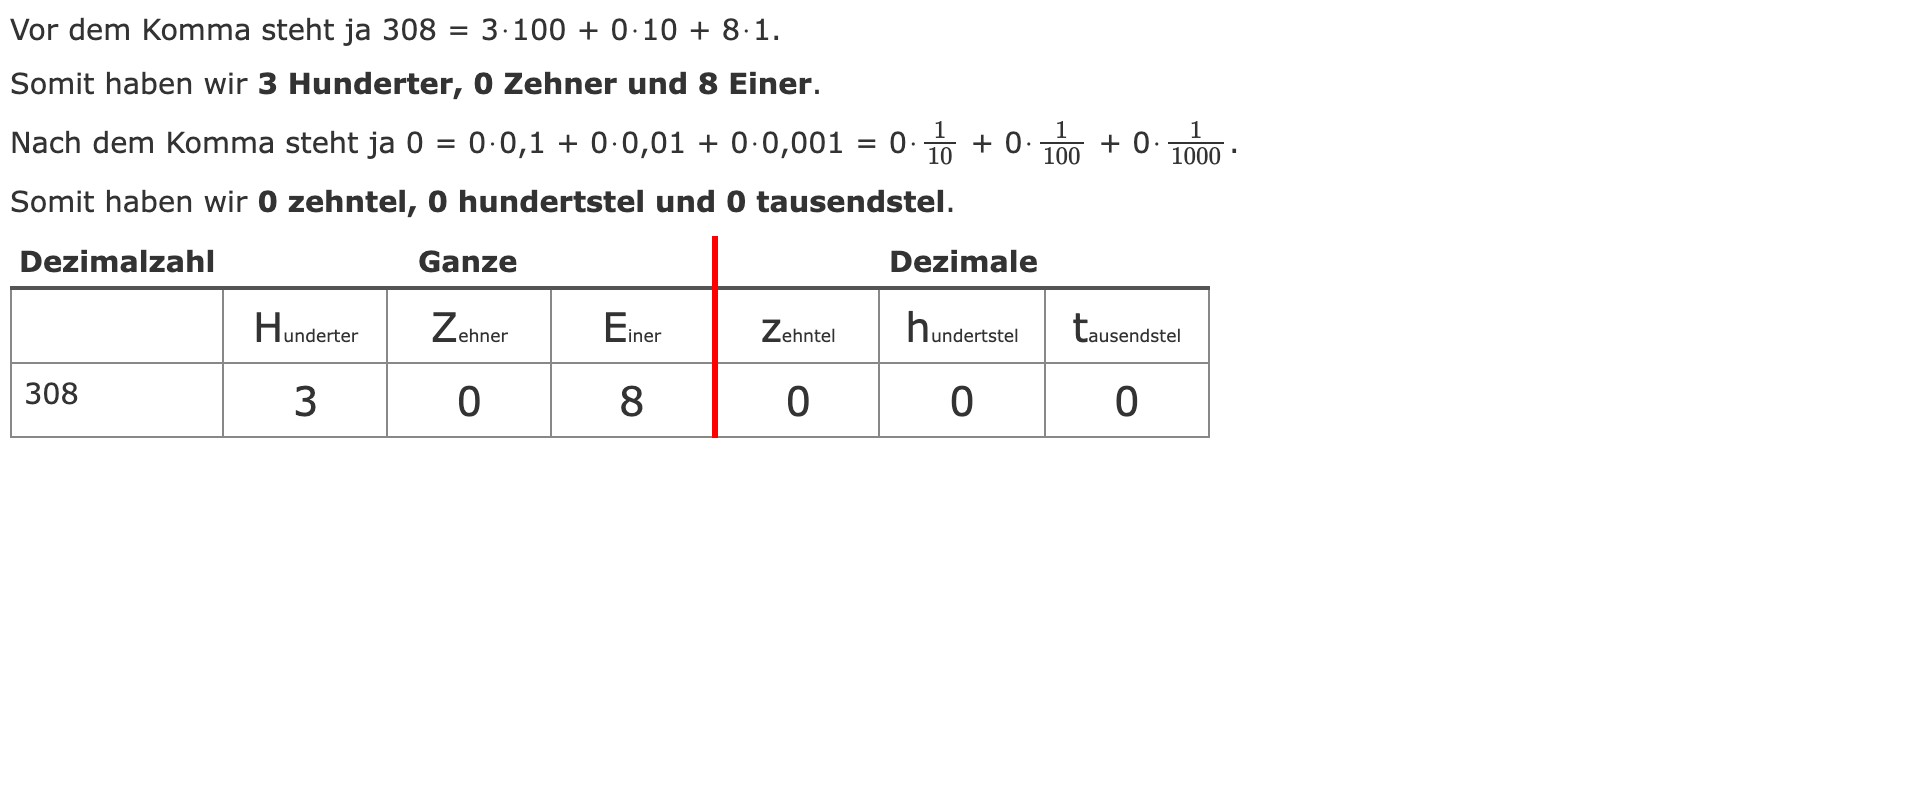 Vor dem Komma steht ja 308 = 3·100 + 0·10 + 8·1.
Somit haben wir 3 Hunderter, 0 Zehner und 8 Einer.
Nach dem Komma steht ja 0 = 0·0,1 + 0·0,01 + 0·0,001 = 0·1/10 + 0·1/100 + 0·1/1000.
Somit haben wir 0 zehntel, 0 hundertstel und 0 tausendstel.
Dezimalzahl Ganze Dezimale
Hunderter Zehner Einer zehntel hundertstel tausendstel
308 3 0 8 0 0 0